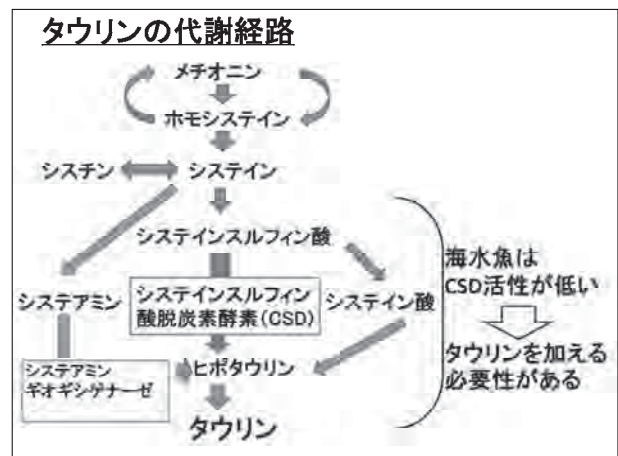 タウリンの代謝経路
メチオニン
ホモシステイン
シスチン
システイン
システインスルフィン酸
システアミン
システインスルフィン
酸脱炭素酵素(CSD)
システイン酸
システアミン
ギオギシゲナーゼ
ヒポタウリン
タウリン
海水魚は
CSD活性が低い
タウリンを加える
必要性がある